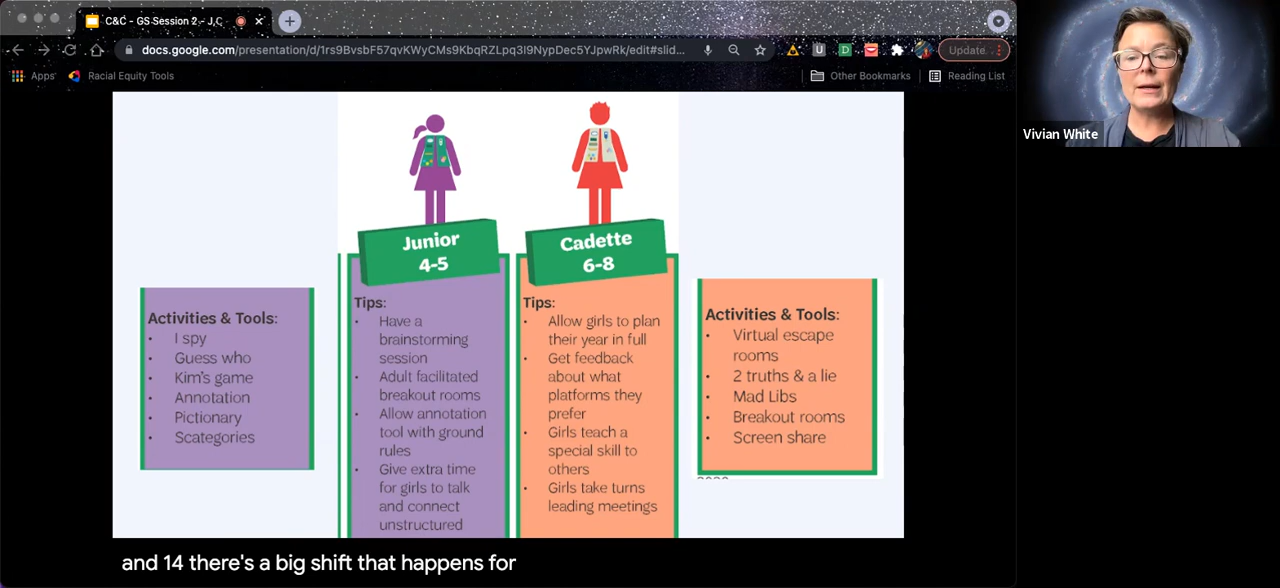 C&C - GS Session 2 - J,C
docs.google.com/presentation/d/1rs9BvsbF57qvKWyCMs9KbqRZLpq3I9NypDec5YJpwRk/edit#slid...
Update
Apps
Racial Equity Tools
Other Bookmarks
Reading List
Vivian White
Activities & Tools:
• I spy
• Guess who
• Kim's game
• Annotation
• Pictionary
• Scategories
Junior
4-5
Tips:
• Have a
brainstorming
session
• Adult facilitated
breakout rooms
• Allow annotation
tool with ground
rules
• Give extra time
for girls to talk
and connect
unstructured
Cadette
6-8
Tips:
• Allow girls to plan
their year in full
• Get feedback
about what
platforms they
prefer
• Girls teach a
special skill to
others
• Girls take turns
leading meetings
Activities & Tools:
• Virtual escape
rooms
• 2 truths & a lie
• Mad Libs
• Breakout rooms
• Screen share
and 14 there's a big shift that happens for